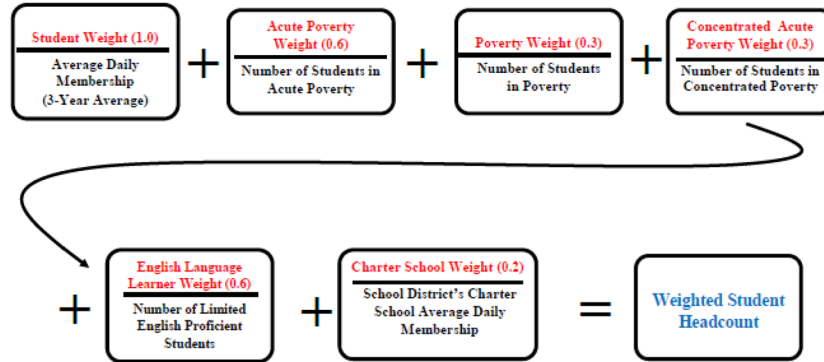 Student Weight (1.0)
Average Daily
Membership
(3-Year Average)
+
Acute Poverty
Weight (0.6)
Number of Students in
Acute Poverty
+
Poverty Weight (0.3)
Number of Students
in Poverty
+
Concentrated Acute
Poverty Weight (0.3)
Number of Students in
Concentrated Poverty
+
English Language
Learner Weight (0.6)
Number of Limited
English Proficient
Students
+
Charter School Weight (0.2)
School District's Charter
School Average Daily
Membership
=
Weighted Student
Headcount